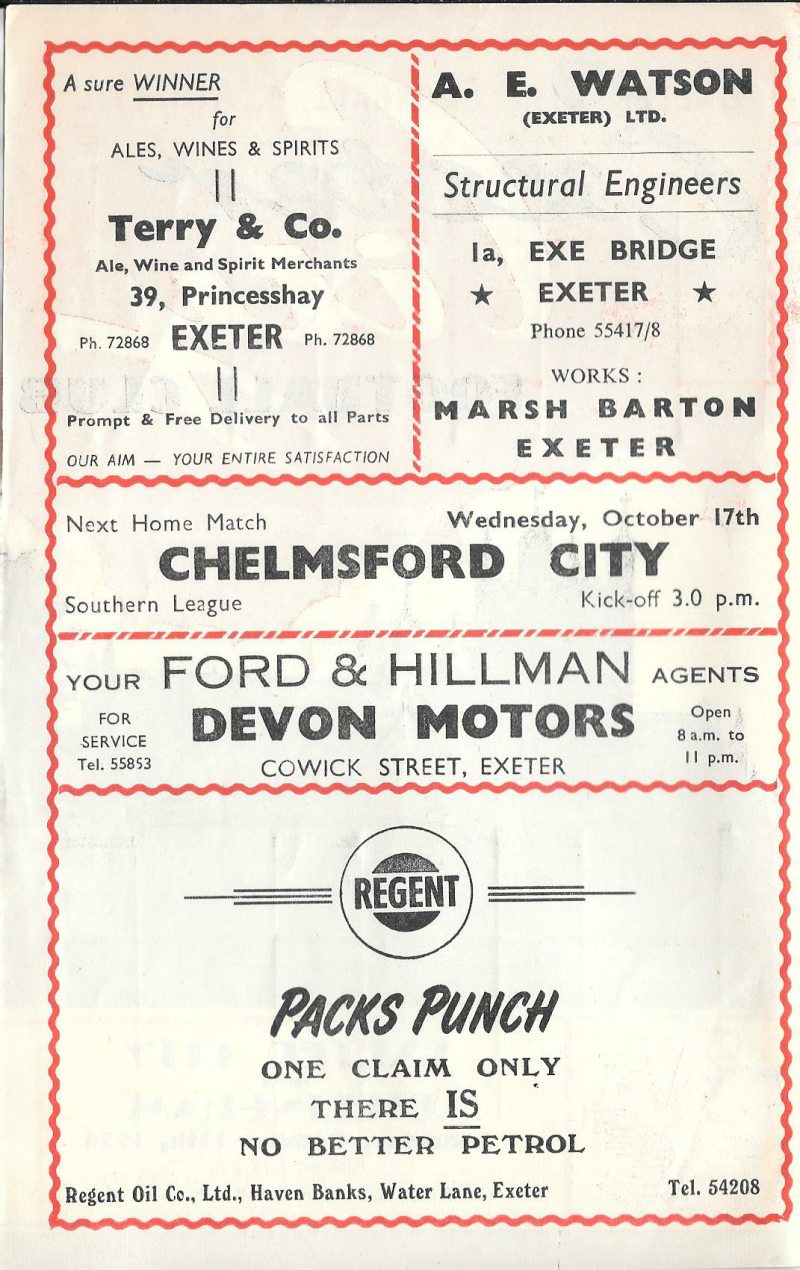 A sure WINNER
for
ALES, WINES & SPIRITS
Terry & Co.
Ale, Wine and Spirit Merchants
39, Princesshay
Ph. 72868 EXETER Ph. 72868
Prompt & Free Delivery to all Parts
OUR AIM — YOUR ENTIRE SATISFACTION
A. E. WATSON
(EXETER) LTD.
Structural Engineers
1a, EXE BRIDGE
★ EXETER ★
Phone 55417/8
WORKS :
MARSH BARTON
EXETER
Next Home Match Wednesday, October 17th
CHELMSFORD CITY
Southern League Kick-off 3.0 p.m.
YOUR FORD & HILLMAN AGENTS
FOR
SERVICE
Tel. 55853
DEVON MOTORS
COWICK STREET, EXETER
Open
8 a.m. to
11 p.m.
REGENT
PACKS PUNCH
ONE CLAIM ONLY
THERE IS
NO BETTER PETROL
Regent Oil Co., Ltd., Haven Banks, Water Lane, Exeter Tel. 54208